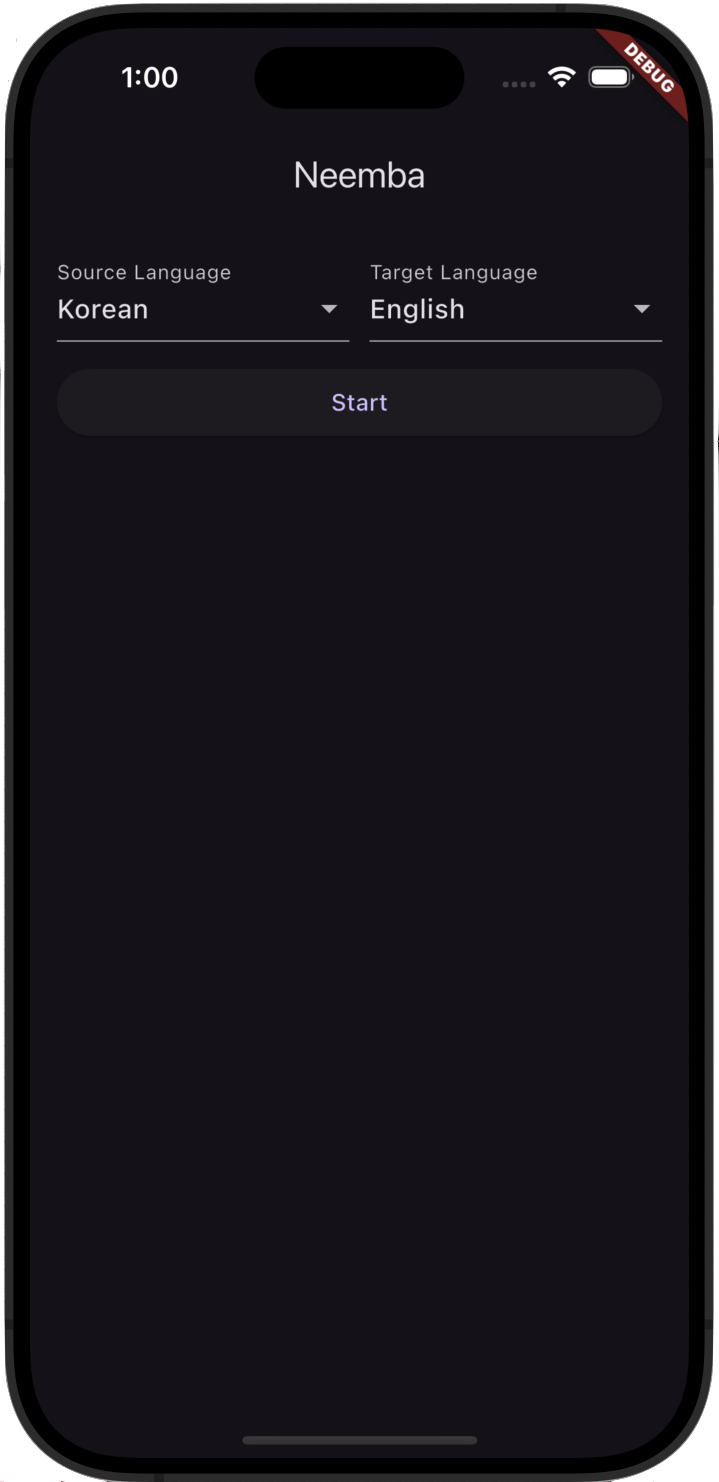 1:00
DEBUG
Neemba
Source Language
Target Language
Korean
English
Start